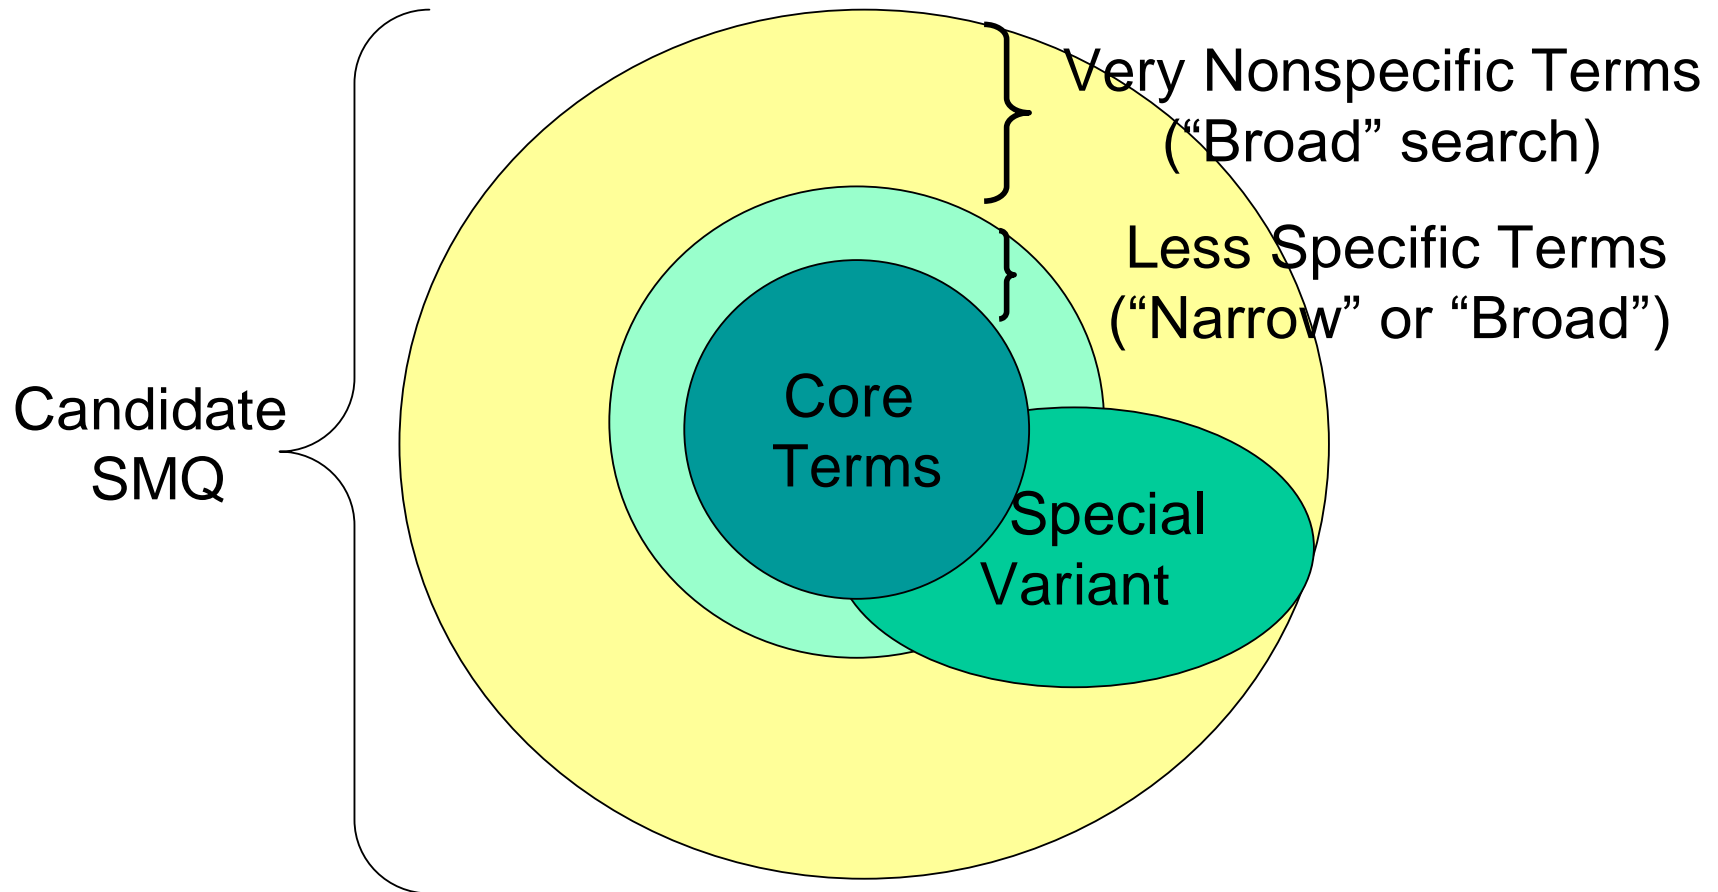 Very Nonspecific Terms
(“Broad” search)
Less Specific Terms
(“Narrow” or “Broad”)
Candidate
SMQ
Core
Terms
Special
Variant